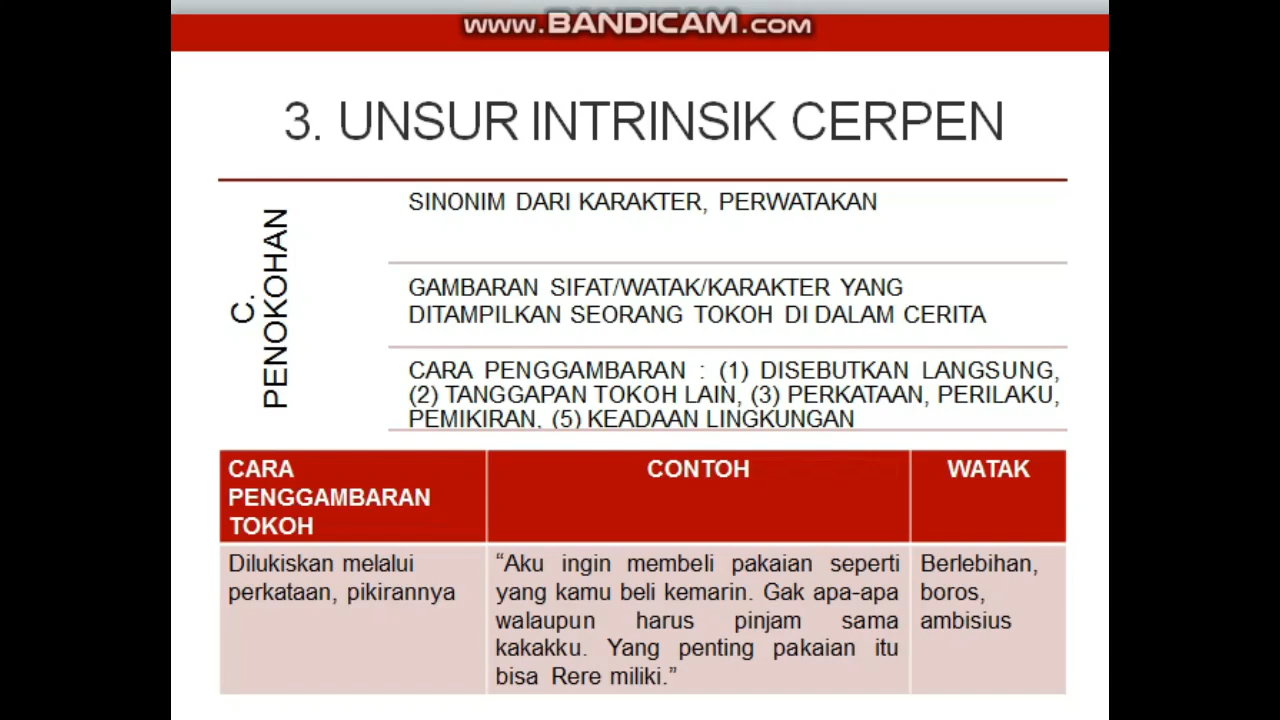 www.BANDICAM.com
3. UNSUR INTRINSIK CERPEN
C.
PENOKOHAN
SINONIM DARI KARAKTER, PERWATAKAN
GAMBARAN SIFAT/WATAK/KARAKTER YANG
DITAMPILKAN SEORANG TOKOH DI DALAM CERITA
CARA PENGGAMBARAN : (1) DISEBUTKAN LANGSUNG,
(2) TANGGAPAN TOKOH LAIN, (3) PERKATAAN, PERILAKU,
PEMIKIRAN, (5) KEADAAN LINGKUNGAN
CARA
PENGGAMBARAN
TOKOH
CONTOH
WATAK
Dilukiskan melalui
perkataan, pikirannya
“Aku ingin membeli pakaian seperti
yang kamu beli kemarin. Gak apa-apa
walaupun harus pinjam sama
kakakku. Yang penting pakaian itu
bisa Rere miliki.”
Berlebihan,
boros,
ambisius